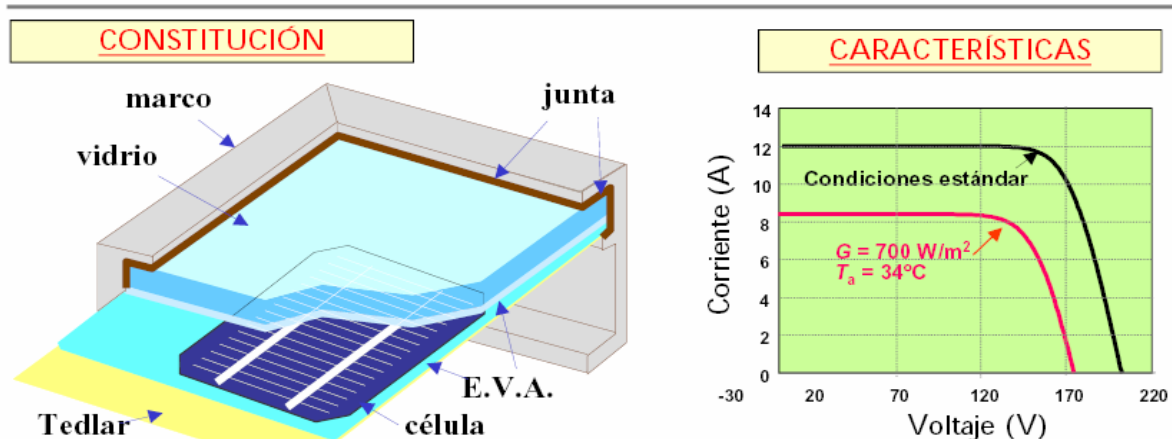 CONSTITUCIÓN
marco
vidrio
junta
Tedlar
célula
E.V.A.
CARACTERÍSTICAS
Corriente (A)
14
12
10
8
6
4
2
0
Condiciones estándar
G = 700 W/m²
Tₐ = 34ºC
-30 20 70 120 170 220
Voltaje (V)